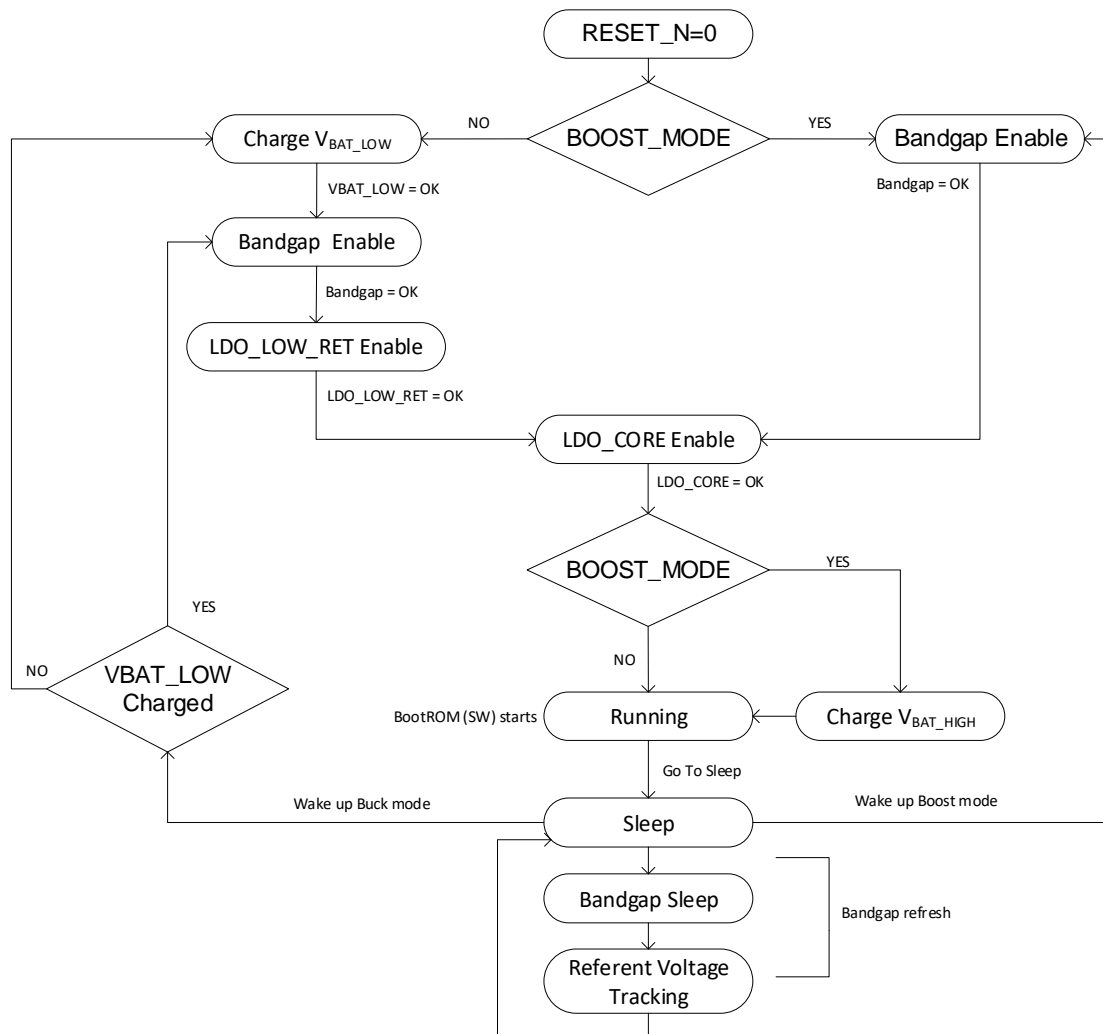 RESET_N=0
BOOST_MODE
NO
YES
Charge VBAT_LOW
Bandgap Enable
VBAT_LOW = OK
Bandgap = OK
Bandgap Enable
Bandgap = OK
LDO_LOW_RET Enable
LDO_LOW_RET = OK
LDO_CORE Enable
LDO_CORE = OK
BOOST_MODE
YES
NO
YES
NO
VBAT_LOW
Charged
BootROM (SW) starts
Running
Charge VBAT_HIGH
Go To Sleep
Wake up Buck mode
Sleep
Wake up Boost mode
Bandgap Sleep
Bandgap refresh
Referent Voltage
Tracking